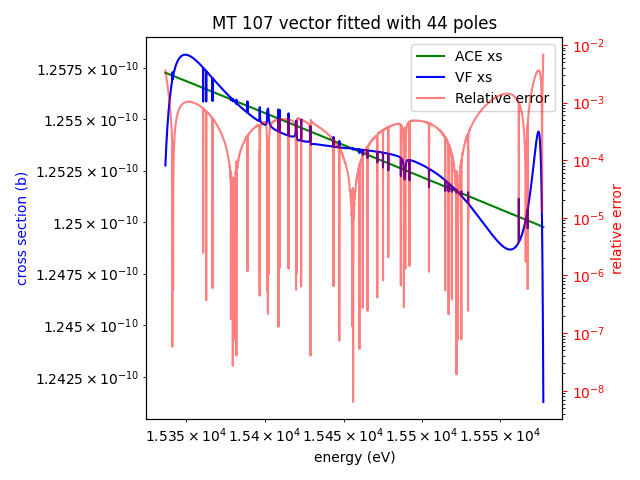 MT 107 vector fitted with 44 poles
ACE xs
VF xs
Relative error
1.2575 × 10⁻¹⁰
1.255 × 10⁻¹⁰
1.2525 × 10⁻¹⁰
1.25 × 10⁻¹⁰
1.2475 × 10⁻¹⁰
1.245 × 10⁻¹⁰
1.2425 × 10⁻¹⁰
cross section (b)
10⁻²
10⁻³
10⁻⁴
10⁻⁵
10⁻⁶
10⁻⁷
10⁻⁸
relative error
1.535 × 10⁴ 1.54 × 10⁴ 1.545 × 10⁴ 1.55 × 10⁴ 1.555 × 10⁴
energy (eV)